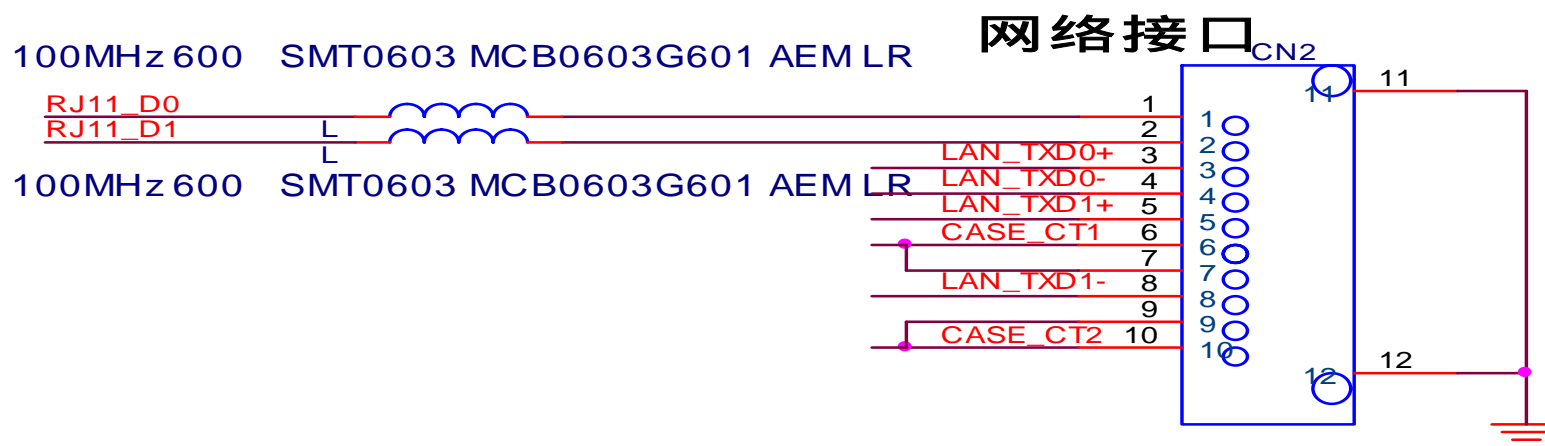 网络接口
CN2
100MHz 600 SMT0603 MCB0603G601 AEM LR
RJ11_D0
RJ11_D1
L
L
100MHz 600 SMT0603 MCB0603G601 AEM LR
1
2
LAN_TXD0+ 3
LAN_TXD0- 4
LAN_TXD1+ 5
CASE_CT1 6
7
LAN_TXD1- 8
9
CASE_CT2 10
1
2
3
4
5
6
7
8
9
10
11
11
12
12